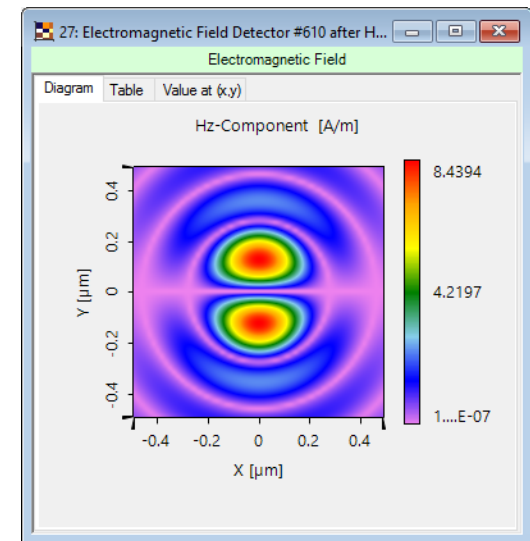 27: Electromagnetic Field Detector #610 after H...
Electromagnetic Field
Diagram Table Value at (x,y)
Hz-Component [A/m]
8.4394
4.2197
1....E-07
Y [µm]
0.4
0.2
0
-0.2
-0.4
-0.4 -0.2 0 0.2 0.4
X [µm]